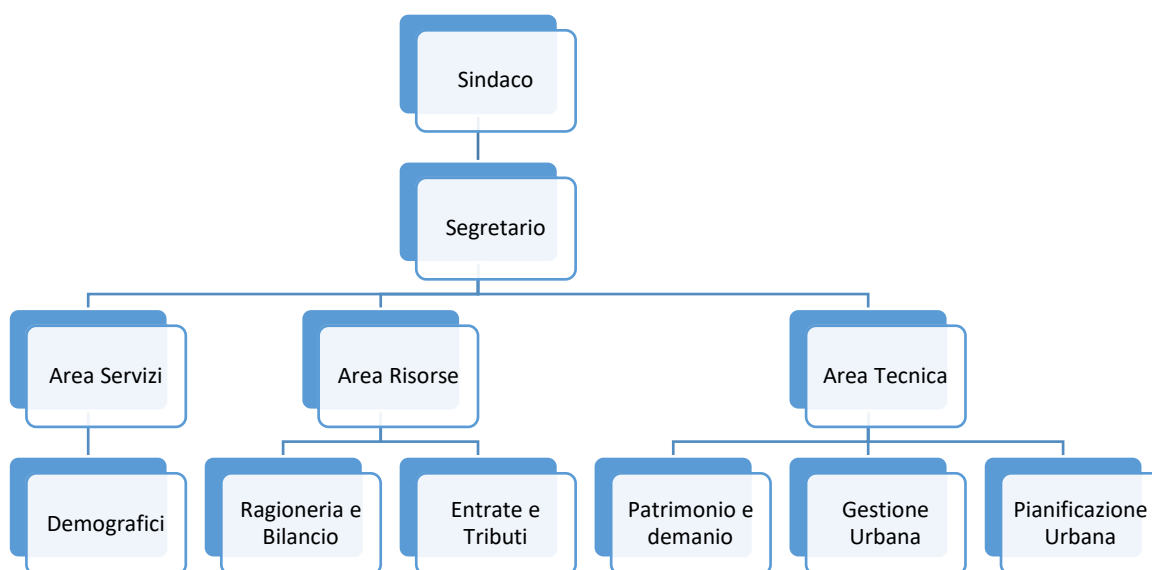 Sindaco
Segretario
Area Servizi
Area Risorse
Area Tecnica
Demografici
Ragioneria e
Bilancio
Entrate e
Tributi
Patrimonio e
demanio
Gestione
Urbana
Pianificazione
Urbana